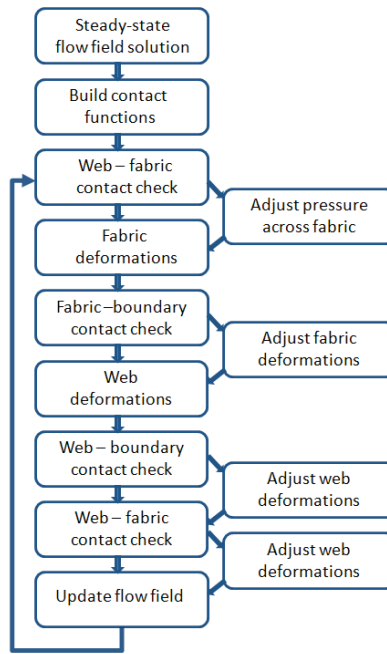 Steady-state
flow field solution
Build contact
functions
Web – fabric
contact check
Adjust pressure
across fabric
Fabric
deformations
Fabric –boundary
contact check
Adjust fabric
deformations
Web
deformations
Web – boundary
contact check
Adjust web
deformations
Web – fabric
contact check
Adjust web
deformations
Update flow field